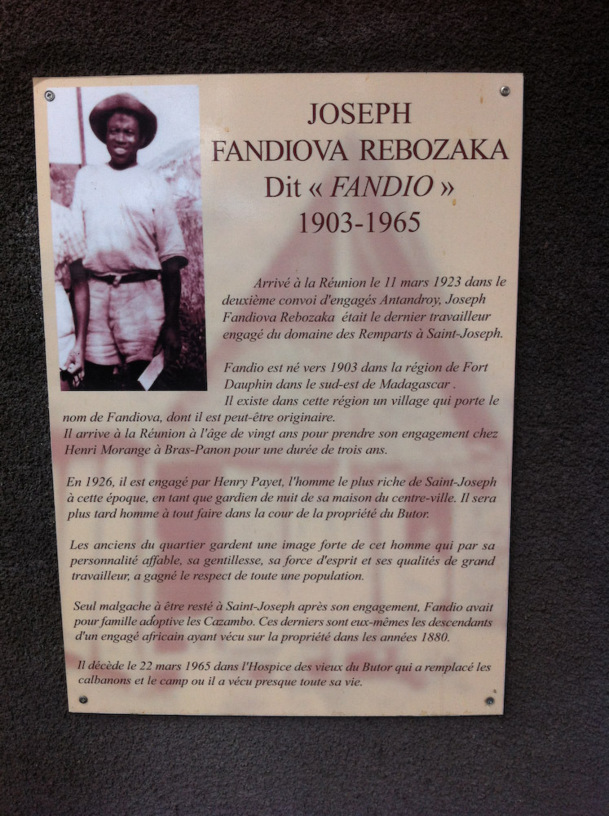 JOSEPH
FANDIOVA REBOZAKA
Dit « FANDIO »
1903-1965
Arrivé à la Réunion le 11 mars 1923 dans le
deuxième convoi d'engagés Antandroy, Joseph
Fandiova Rebozaka était le dernier travailleur
engagé du domaine des Remparts à Saint-Joseph.
Fandio est né vers 1903 dans la région de Fort
Dauphin dans le sud-est de Madagascar .
Il existe dans cette région un village qui porte le
nom de Fandiova, dont il est peut-être originaire.
Il arrive à la Réunion à l'âge de vingt ans pour prendre son engagement chez
Henri Morange à Bras-Panon pour une durée de trois ans.
En 1926, il est engagé par Henry Payet, l'homme le plus riche de Saint-Joseph
à cette époque, en tant que gardien de nuit de sa maison du centre-ville. Il sera
plus tard homme à tout faire dans la cour de la propriété du Butor.
Les anciens du quartier gardent une image forte de cet homme qui par sa
personnalité affable, sa gentillesse, sa force d'esprit et ses qualités de grand
travailleur, a gagné le respect de toute une population.
Seul malgache à être resté à Saint-Joseph après son engagement, Fandio avait
pour famille adoptive les Cazambo. Ces derniers sont eux-mêmes les descendants
d'un engagé africain ayant vécu sur la propriété dans les années 1880.
Il décède le 22 mars 1965 dans l'Hospice des vieux du Butor qui a remplacé les
calbanons et le camp ou il a vécu presque toute sa vie.